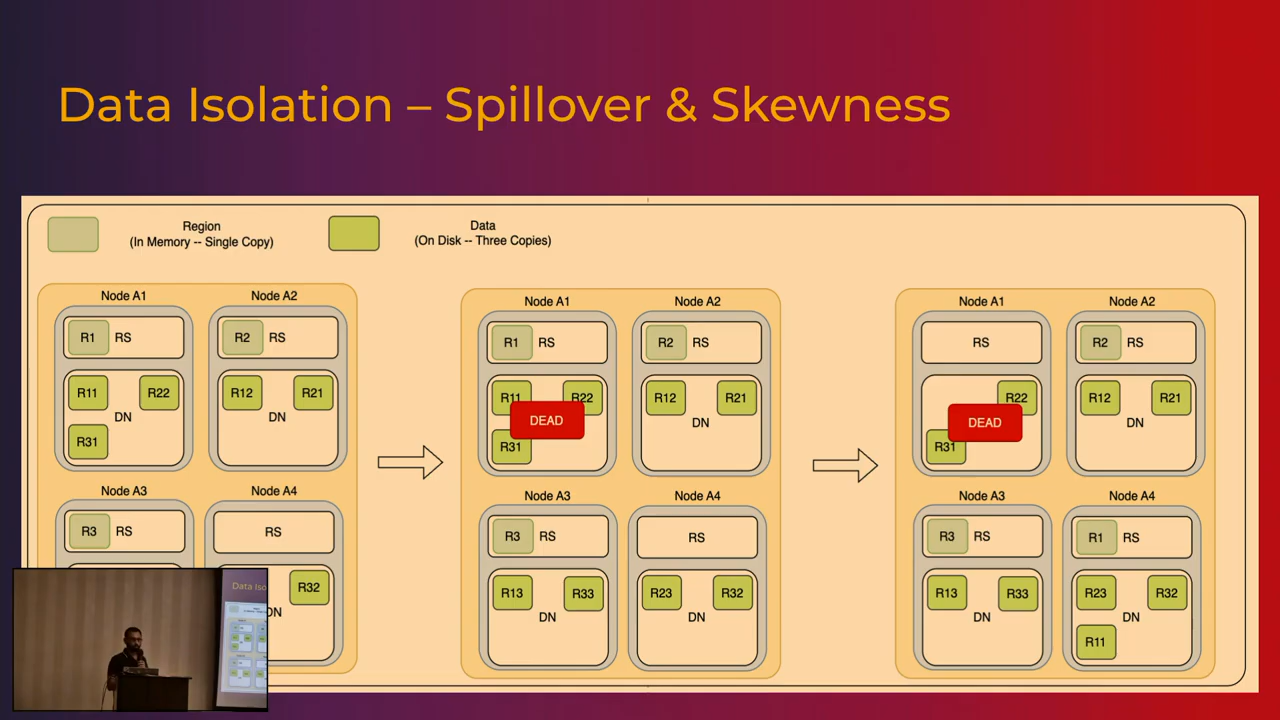 Data Isolation – Spillover & Skewness
Region
(In Memory -- Single Copy)
Data
(On Disk -- Three Copies)
Node A1
Node A2
R1 RS
R2 RS
R11
R22
DN
R31
R12
R21
DN
Node A3
Node A4
R3 RS
RS
R32
DN
Node A1
Node A2
R1 RS
R2 RS
R11
R22
DEAD
R31
R12
R21
DN
Node A3
Node A4
R3 RS
RS
R13
R33
DN
R23
R32
DN
Node A1
Node A2
RS
R2 RS
R22
DEAD
R31
R12
R21
DN
Node A3
Node A4
R3 RS
R1 RS
R13
R33
DN
R23
R32
DN
R11
Data Iso